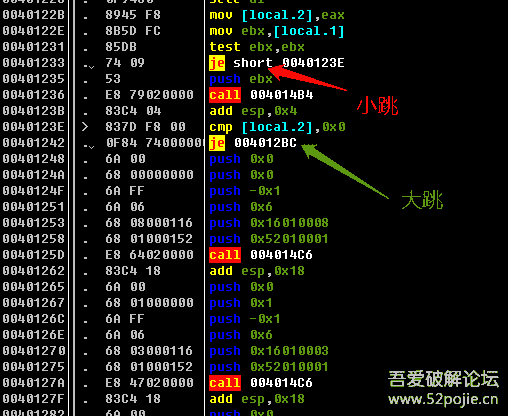 00401228 . 8945 F8 mov [local.2],eax
0040122E . 8B5D FC mov ebx,[local.1]
00401231 . 85DB test ebx,ebx
00401233 . 74 09 je short 0040123E
00401235 . 53 push ebx
00401236 . E8 79020000 call 004014B4
小跳
0040123B . 83C4 04 add esp,0x4
0040123E > 837D F8 00 cmp [local.2],0x0
00401242 . 0F84 74000000 je 004012BC
00401248 . 6A 00 push 0x0
0040124A . 68 00000000 push 0x0
0040124F . 6A FF push -0x1
大跳
00401251 . 6A 06 push 0x6
00401253 . 68 08000116 push 0x16010008
00401258 . 68 01000152 push 0x52010001
0040125D . E8 64020000 call 004014C6
00401262 . 83C4 18 add esp,0x18
00401265 . 6A 00 push 0x0
00401267 . 68 01000000 push 0x1
0040126C . 6A FF push -0x1
0040126E . 6A 06 push 0x6
00401270 . 68 03000116 push 0x16010003
00401275 . 68 01000152 push 0x52010001
0040127A . E8 47020000 call 004014C6
0040127F . 83C4 18 add esp,0x18
吾爱破解论坛
www.52pojie.cn